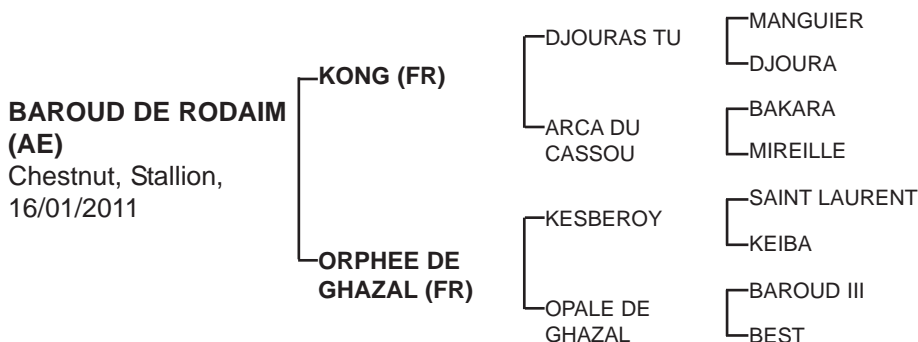 BAROUD DE RODAIM
(AE)
Chestnut, Stallion,
16/01/2011
KONG (FR)
ORPHEE DE
GHAZAL (FR)
DJOURAS TU
ARCA DU
CASSOU
KESBEROY
OPALE DE
GHAZAL
MANGUIER
DJOURA
BAKARA
MIREILLE
SAINT LAURENT
KEIBA
BAROUD III
BEST